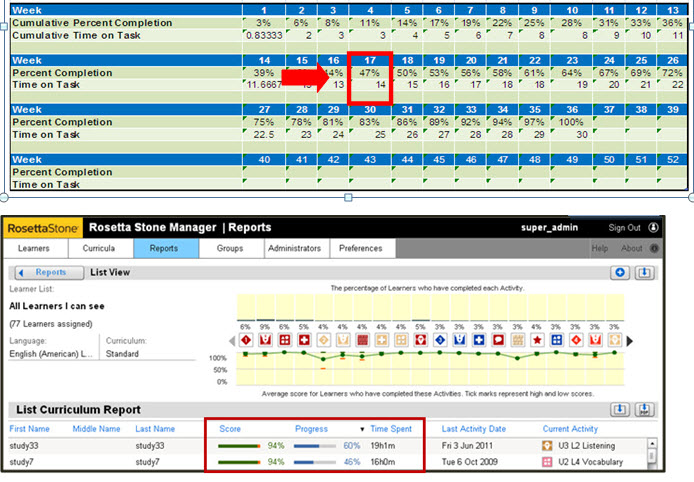 Week 1 2 3 4 5 6 7 8 9 10 11 12 13
Cumulative Percent Completion 3% 6% 8% 11% 14% 17% 19% 22% 25% 28% 31% 33% 36%
Cumulative Time on Task 0.83333 2 3 3 4 5 6 7 8 8 9 10 11
Week 14 15 16 17 18 19 20 21 22 23 24 25 26
Percent Completion 39% 47% 50% 53% 56% 58% 61% 64% 67% 69% 72%
Time on Task 11.6667 13 14 15 16 17 18 18 19 20 21 22
Week 27 28 29 30 31 32 33 34 35 36 37 38 39
Percent Completion 75% 78% 81% 83% 86% 89% 92% 94% 97% 100%
Time on Task 22.5 23 24 25 26 27 28 28 29 30
Week 40 41 42 43 44 45 46 47 48 49 50 51 52
Percent Completion
Time on Task
RosettaStone Rosetta Stone Manager | Reports super_admin Sign Out
Learners Curricula Reports Groups Administrators Preferences Help About
Reports List View
Learner List: The percentage of Learners who have completed each Activity.
All Learners I can see
(77 Learners assigned)
6% 9% 6% 5% 4% 4% 4% 4% 4% 5% 3% 3% 3% 3% 3% 3% 3% 3% 3%
Language: Curriculum:
English (American) L... Standard
100%
50%
0%
Average score for Learners who have completed these Activities. Tick marks represent high and low scores.
List Curriculum Report
First Name Middle Name Last Name Score Progress Time Spent Last Activity Date Current Activity
study33 study33 94% 60% 19h1m Fri 3 Jun 2011 U3 L2 Listening
study7 study7 94% 46% 16h0m Tue 6 Oct 2009 U2 L4 Vocabulary